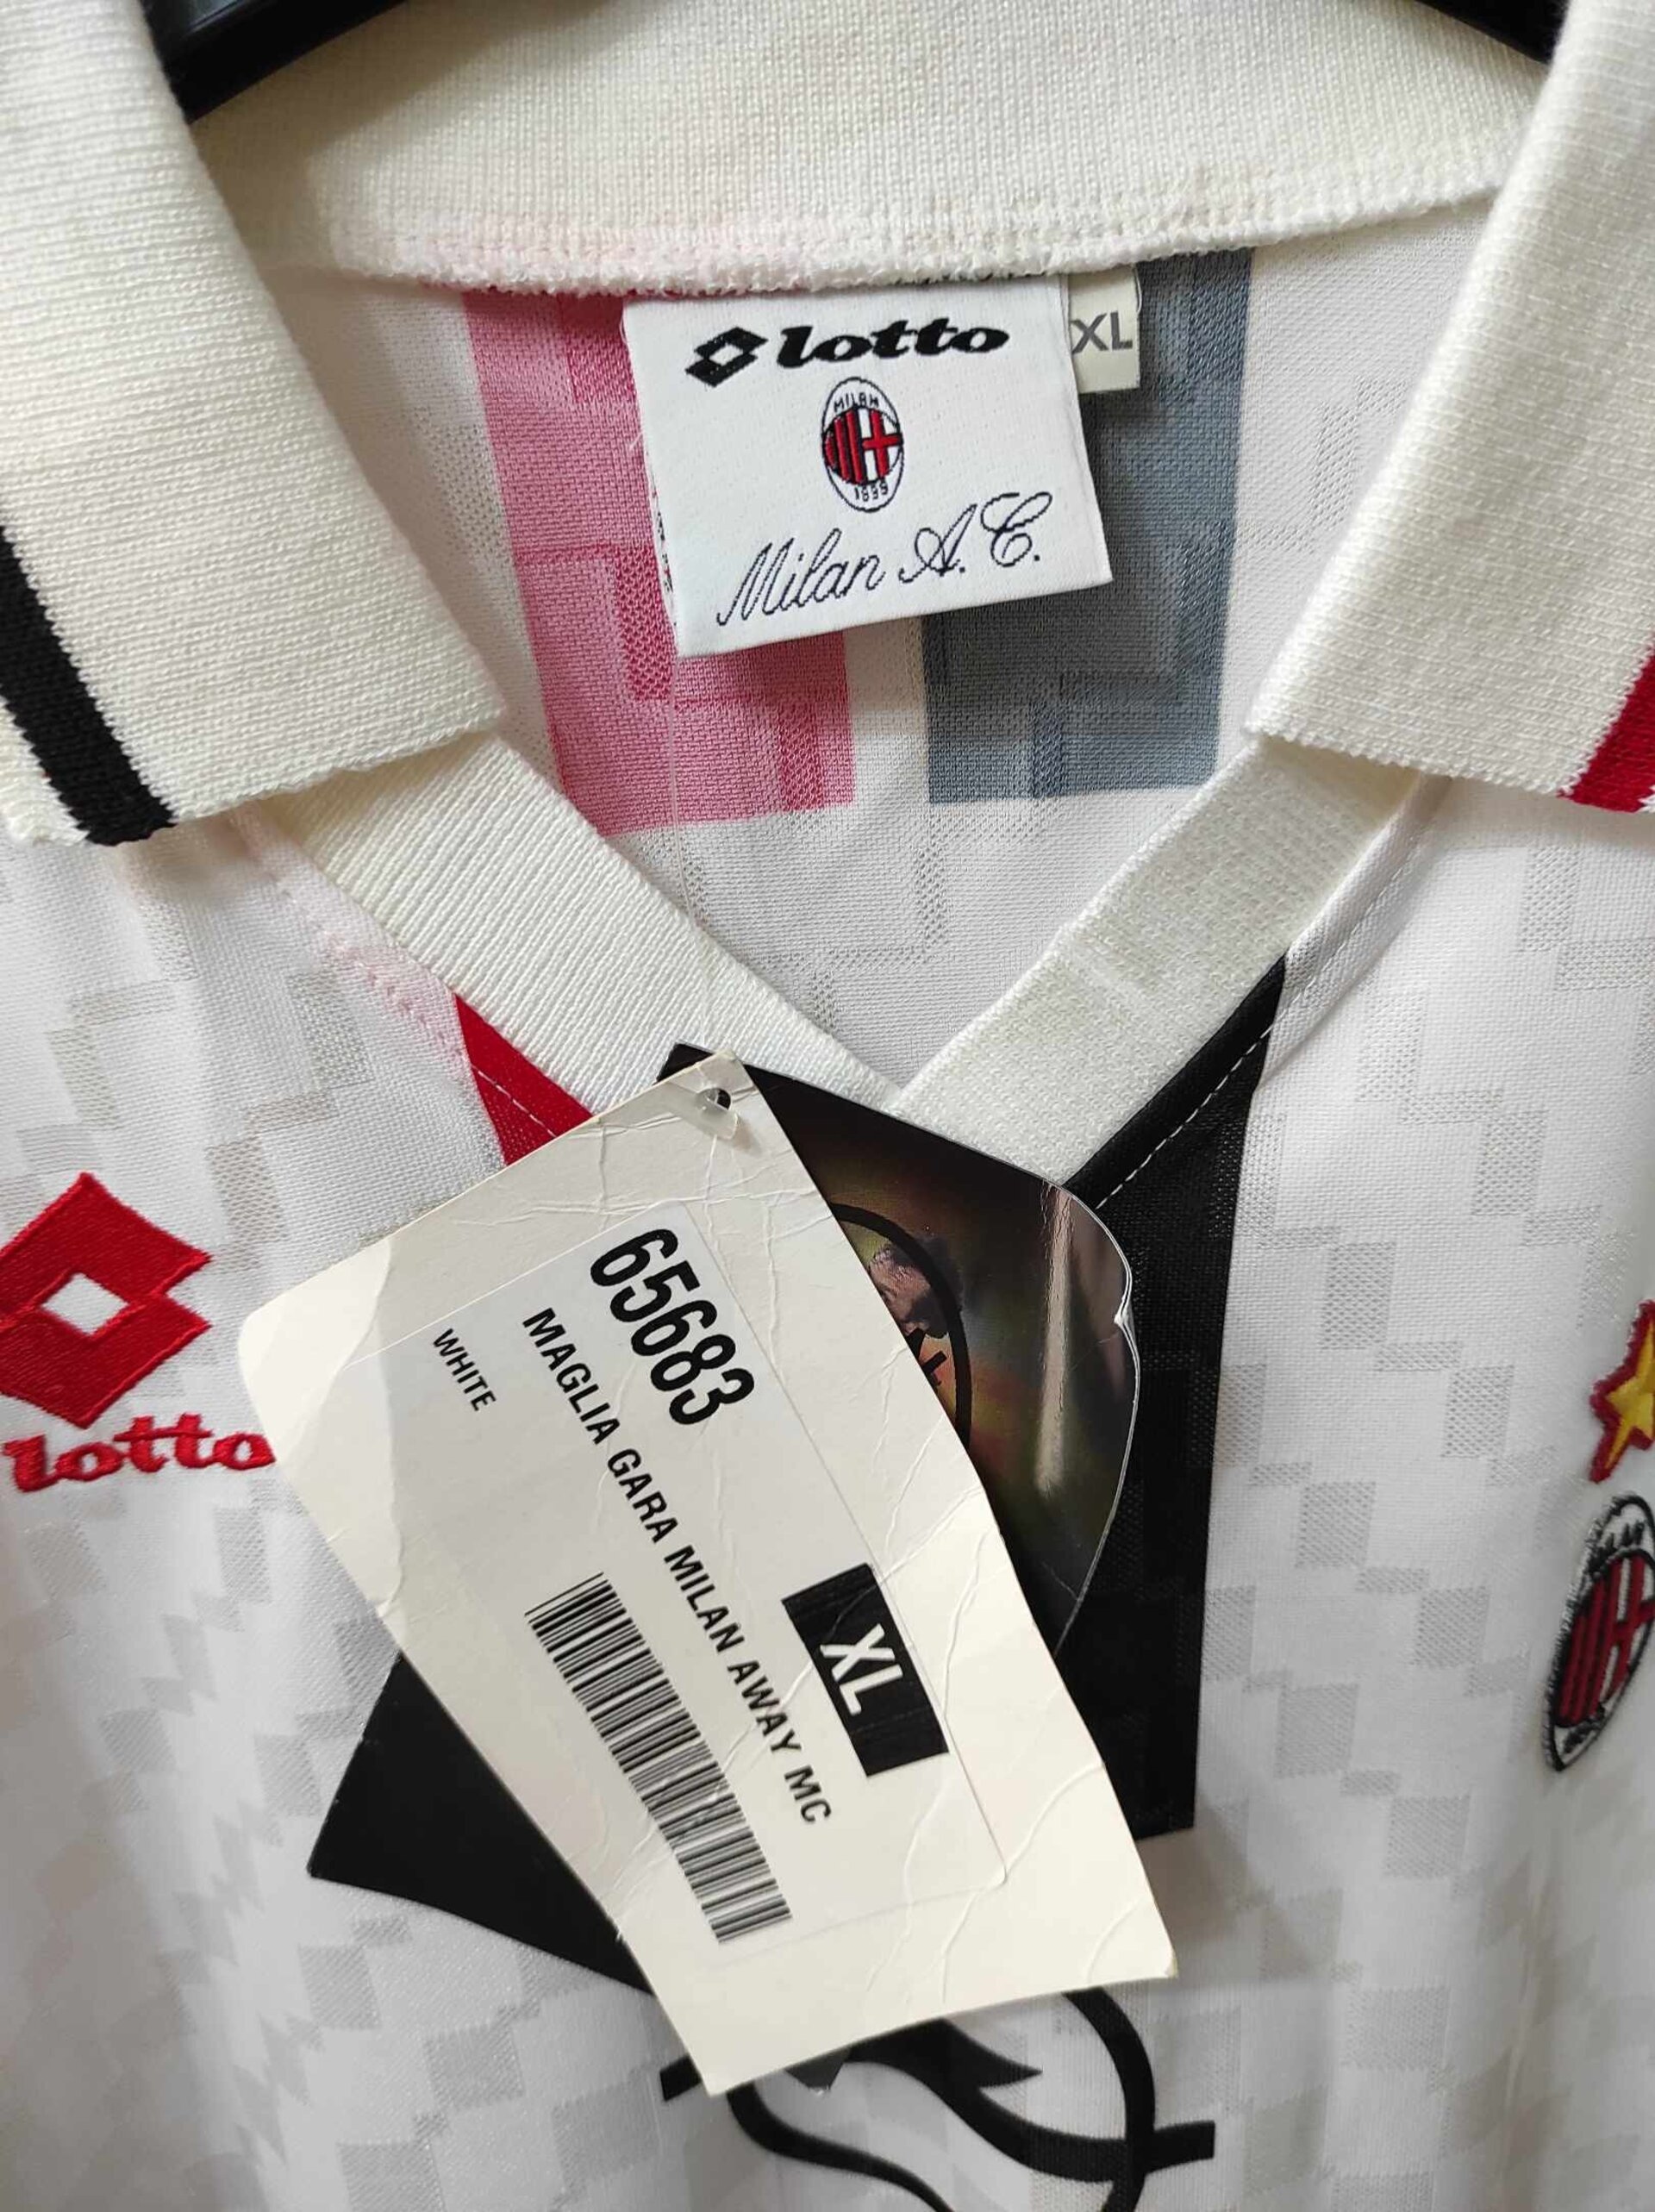 lotto
XL
MILAN
1899
Milan A.C.
65683
MAGLIA GARA MILAN AWAY MC
WHITE
XL
lotto